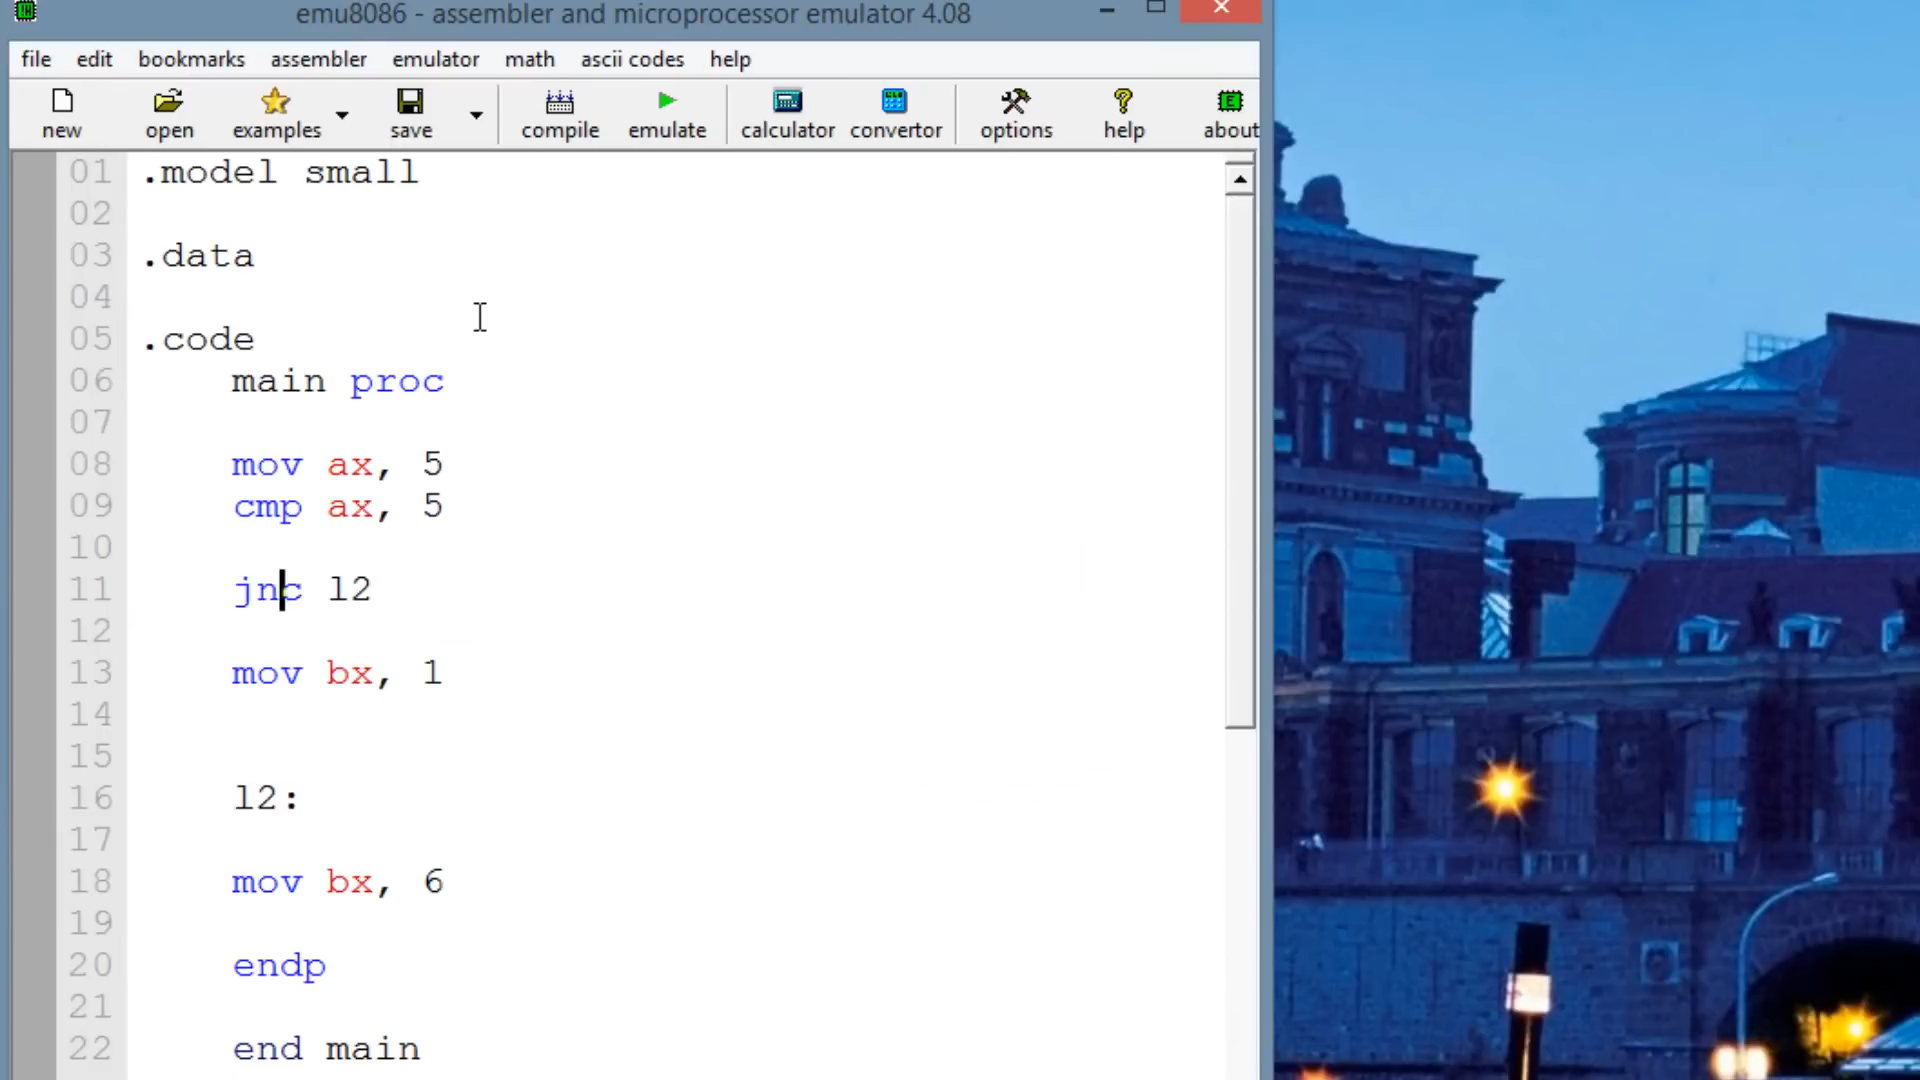 emu8086 - assembler and microprocessor emulator 4.08
file edit bookmarks assembler emulator math ascii codes help
new open examples save compile emulate calculator convertor options help about
01 .model small
02
03 .data
04
05 .code
06 main proc
07
08 mov ax, 5
09 cmp ax, 5
10
11 jnc l2
12
13 mov bx, 1
14
15
16 l2:
17
18 mov bx, 6
19
20 endp
21
22 end main